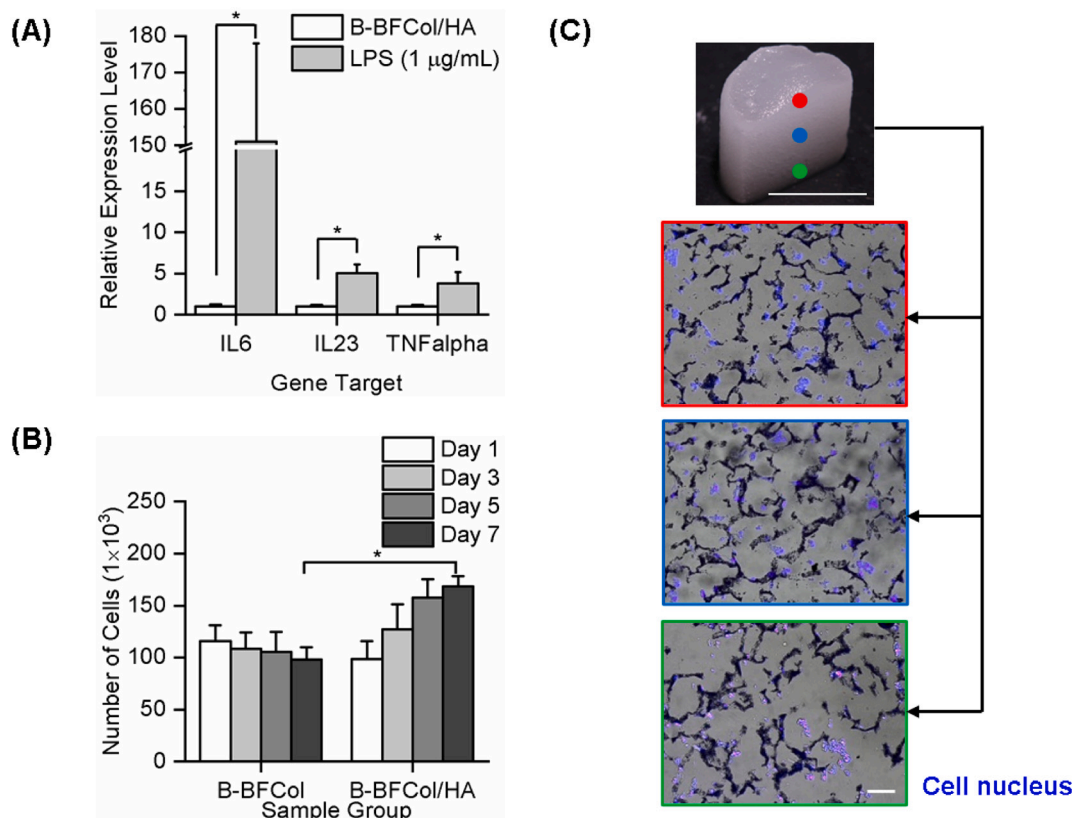 (A)
B-BFCol/HA
LPS (1 μg/mL)
Relative Expression Level
180
170
160
150
15
10
5
0
*
*
*
IL6 IL23 TNFalpha
Gene Target
(B)
Day 1
Day 3
Day 5
Day 7
Number of Cells (1×10³)
250
200
150
100
50
0
*
B-BFCol B-BFCol/HA
Sample Group
(C)
Cell nucleus